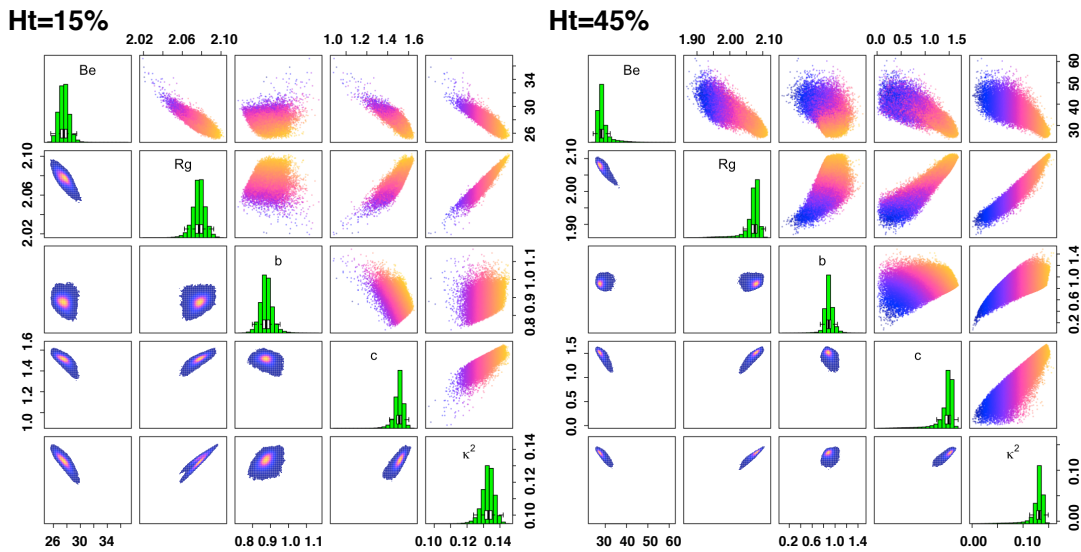 Ht=15%
Ht=45%
2.02 2.06 2.10
1.0 1.2 1.4 1.6
1.90 2.00 2.10
0.0 0.5 1.0 1.5
Be
26 30 34
Be
30 40 50 60
2.02 2.06 2.10
Rg
1.90 2.00 2.10
Rg
b
0.8 0.9 1.0 1.1
b
0.2 0.6 1.0 1.4
1.0 1.2 1.4 1.6
c
0.0 0.5 1.0 1.5
c
κ²
0.10 0.12 0.14
κ²
0.00 0.10
26 30 34
0.8 0.9 1.0 1.1
0.10 0.12 0.14
30 40 50 60
0.2 0.6 1.0 1.4
0.00 0.10